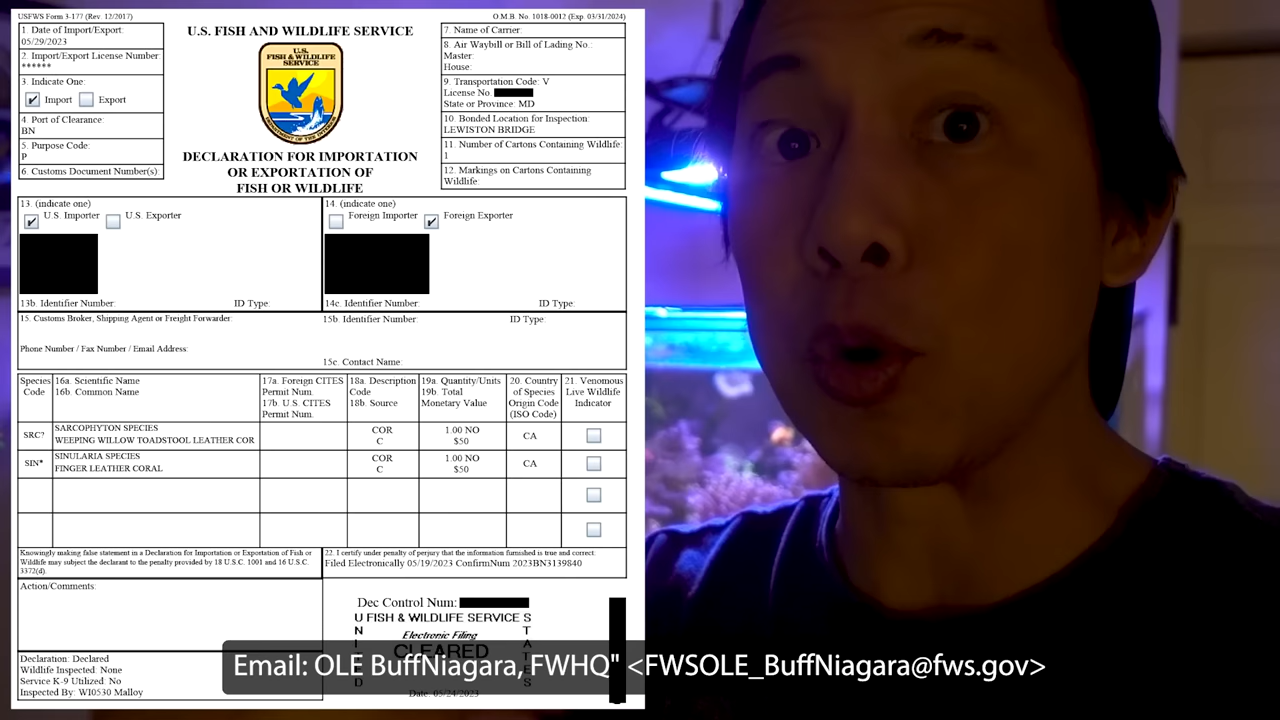 USFWS Form 3-177 (Rev. 12/2017)
O.M.B. No. 1018-0012 (Exp. 03/31/2024)
1. Date of Import/Export:
05/29/2023
2. Import/Export License Number:
******
3. Indicate One:
Import Export
4. Port of Clearance:
BN
5. Purpose Code:
P
6. Customs Document Number(s):
U.S. FISH AND WILDLIFE SERVICE
U.S.
FISH & WILDLIFE
SERVICE
DEPARTMENT OF THE INTERIOR
DECLARATION FOR IMPORTATION
OR EXPORTATION OF
FISH OR WILDLIFE
7. Name of Carrier:
8. Air Waybill or Bill of Lading No.:
Master:
House:
9. Transportation Code: V
License No.
State or Province: MD
10. Bonded Location for Inspection:
LEWISTON BRIDGE
11. Number of Cartons Containing Wildlife:
1
12. Markings on Cartons Containing
Wildlife:
13. (indicate one)
U.S. Importer U.S. Exporter
13b. Identifier Number: ID Type:
14. (indicate one)
Foreign Importer Foreign Exporter
14c. Identifier Number: ID Type:
15. Customs Broker, Shipping Agent or Freight Forwarder:
15b. Identifier Number: ID Type:
Phone Number / Fax Number / Email Address:
15c. Contact Name:
Species
Code
16a. Scientific Name
16b. Common Name
17a. Foreign CITES
Permit Num.
17b. U.S. CITES
Permit Num.
18a. Description
Code
18b. Source
19a. Quantity/Units
19b. Total
Monetary Value
20. Country
of Species
Origin Code
(ISO Code)
21. Venomous
Live Wildlife
Indicator
SRC?
SARCOPHYTON SPECIES
WEEPING WILLOW TOADSTOOL LEATHER COR
COR
C
1.00 NO
$50
CA
SIN*
SINULARIA SPECIES
FINGER LEATHER CORAL
COR
C
1.00 NO
$50
CA
Knowingly making false statement in a Declaration for Importation or Exportation of Fish or
Wildlife may subject the declarant to the penalty provided by 18 U.S.C. 1001 and 16 U.S.C.
3372(d).
22. I certify under penalty of perjury that the information furnished is true and correct.
Filed Electronically 05/19/2023 ConfirmNum 2023BN3139840
Action/Comments:
Dec Control Num:
UNITED
FISH & WILDLIFE SERVICE
STATES
Electronic Filing
CLEARED
Date: 05/24/2023
Declaration: Declared
Wildlife Inspected: None
Service K-9 Utilized: No
Inspected By: WI0530 Malloy
Email: OLE BuffNiagara, FWHQ" <FWSOLE_BuffNiagara@fws.gov>